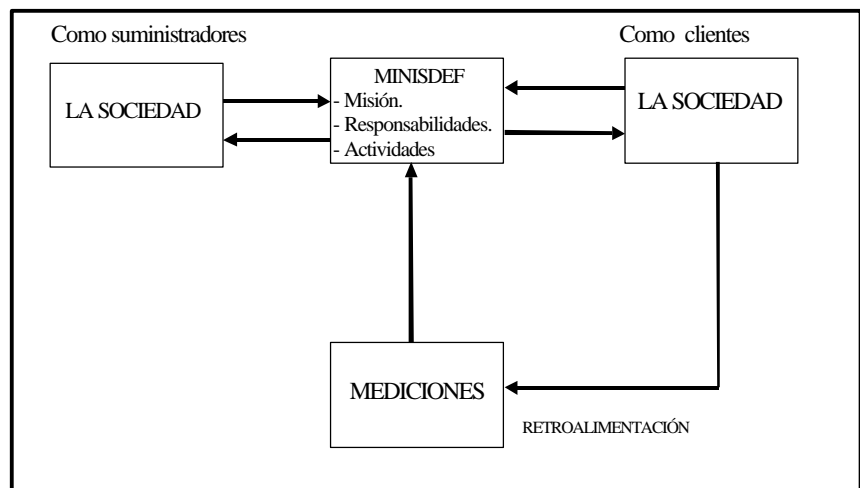 Como suministradores
Como clientes
LA SOCIEDAD
MINISDEF
- Misión.
- Responsabilidades.
- Actividades
LA SOCIEDAD
MEDICIONES
RETROALIMENTACIÓN